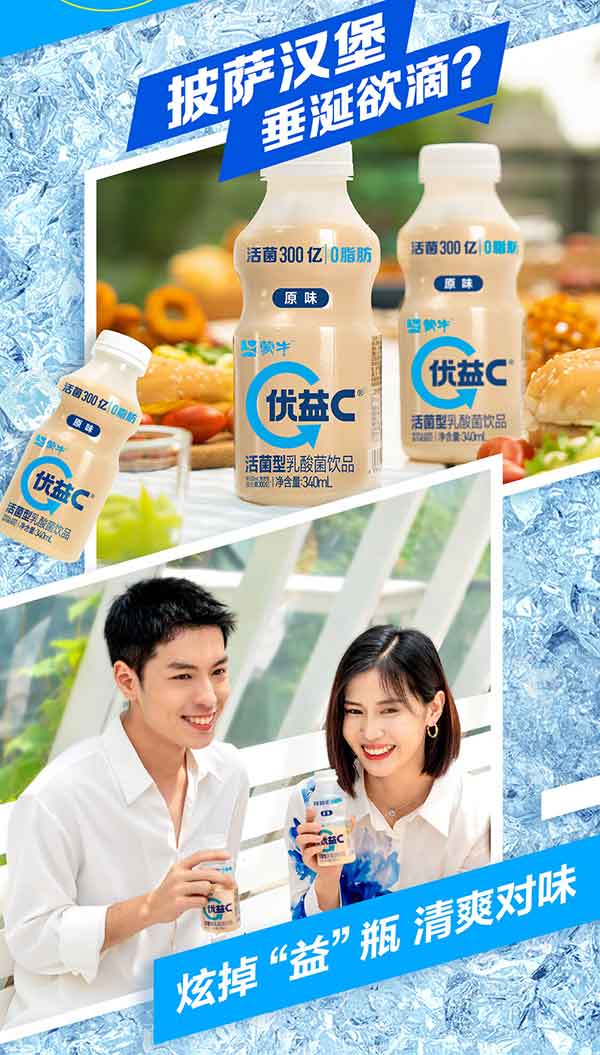 披萨汉堡
垂涎欲滴?
活菌300亿|0脂肪
原味
蒙牛
优益C®
活菌型乳酸菌饮品
净含量:340mL
活菌300亿|0脂肪
原味
蒙牛
优益C®
活菌型乳酸菌饮品
净含量:340mL
活菌300亿|0脂肪
原味
蒙牛
优益C®
活菌型乳酸菌饮品
净含量:340mL
优益C
原味
优益C
炫掉“益”瓶 清爽对味